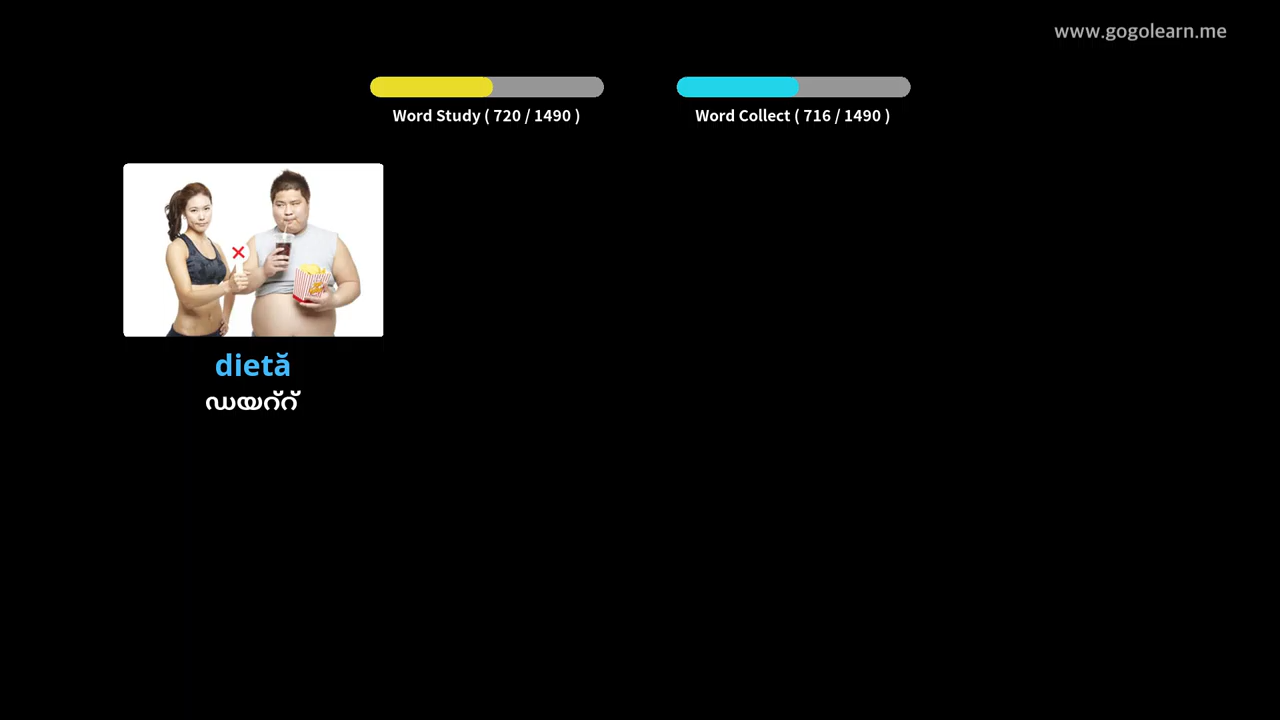 www.gogolearn.me
Word Study ( 720 / 1490 )
Word Collect ( 716 / 1490 )
dietă
ഡയറ്റ്